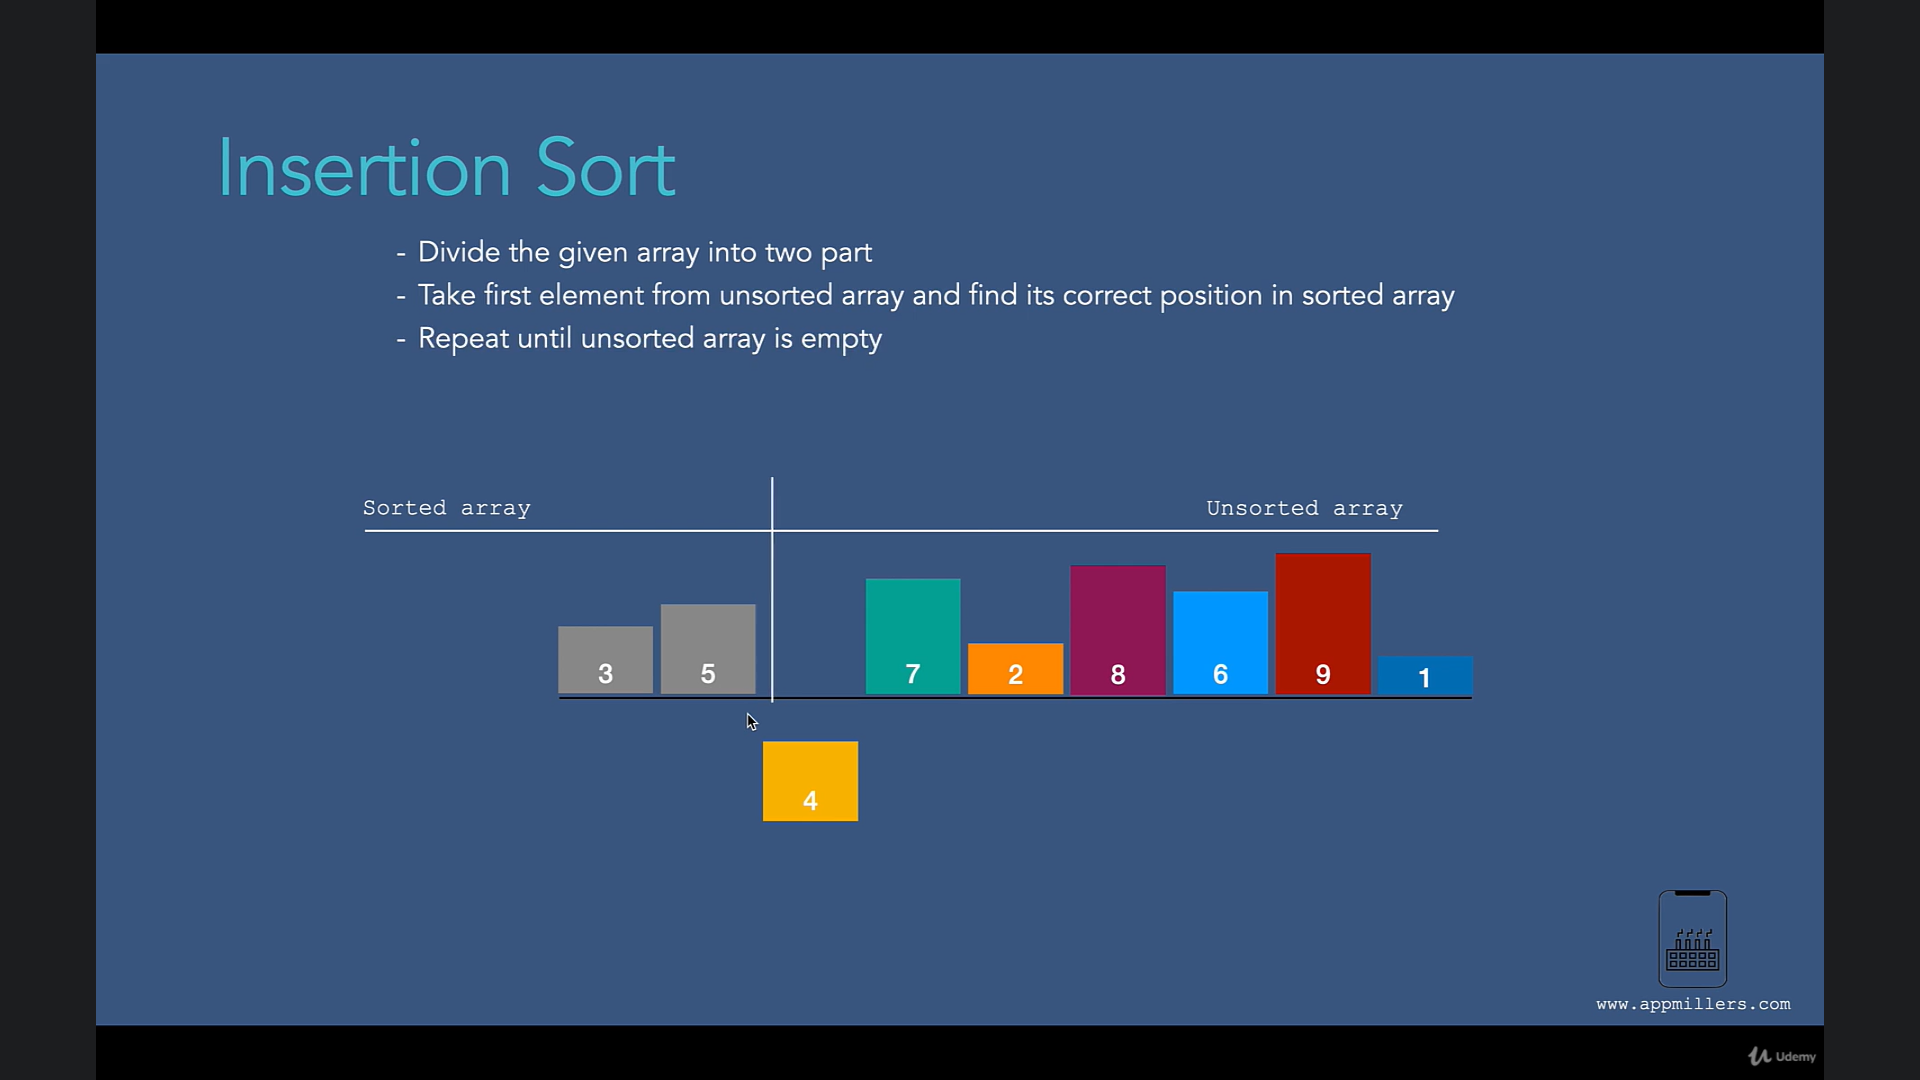 Insertion Sort
- Divide the given array into two part
- Take first element from unsorted array and find its correct position in sorted array
- Repeat until unsorted array is empty
Sorted array Unsorted array
3 5 7 2 8 6 9 1
4
www.appmillers.com
Udemy